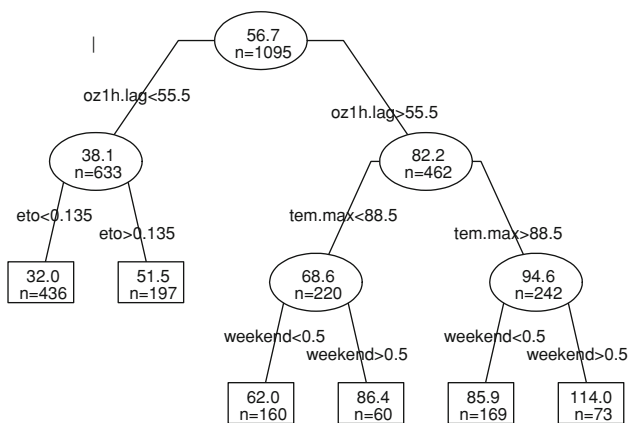 56.7
n=1095
oz1h.lag<55.5
oz1h.lag>55.5
38.1
n=633
82.2
n=462
eto<0.135
eto>0.135
tem.max<88.5
tem.max>88.5
32.0
n=436
51.5
n=197
68.6
n=220
94.6
n=242
weekend<0.5
weekend>0.5
weekend<0.5
weekend>0.5
62.0
n=160
86.4
n=60
85.9
n=169
114.0
n=73